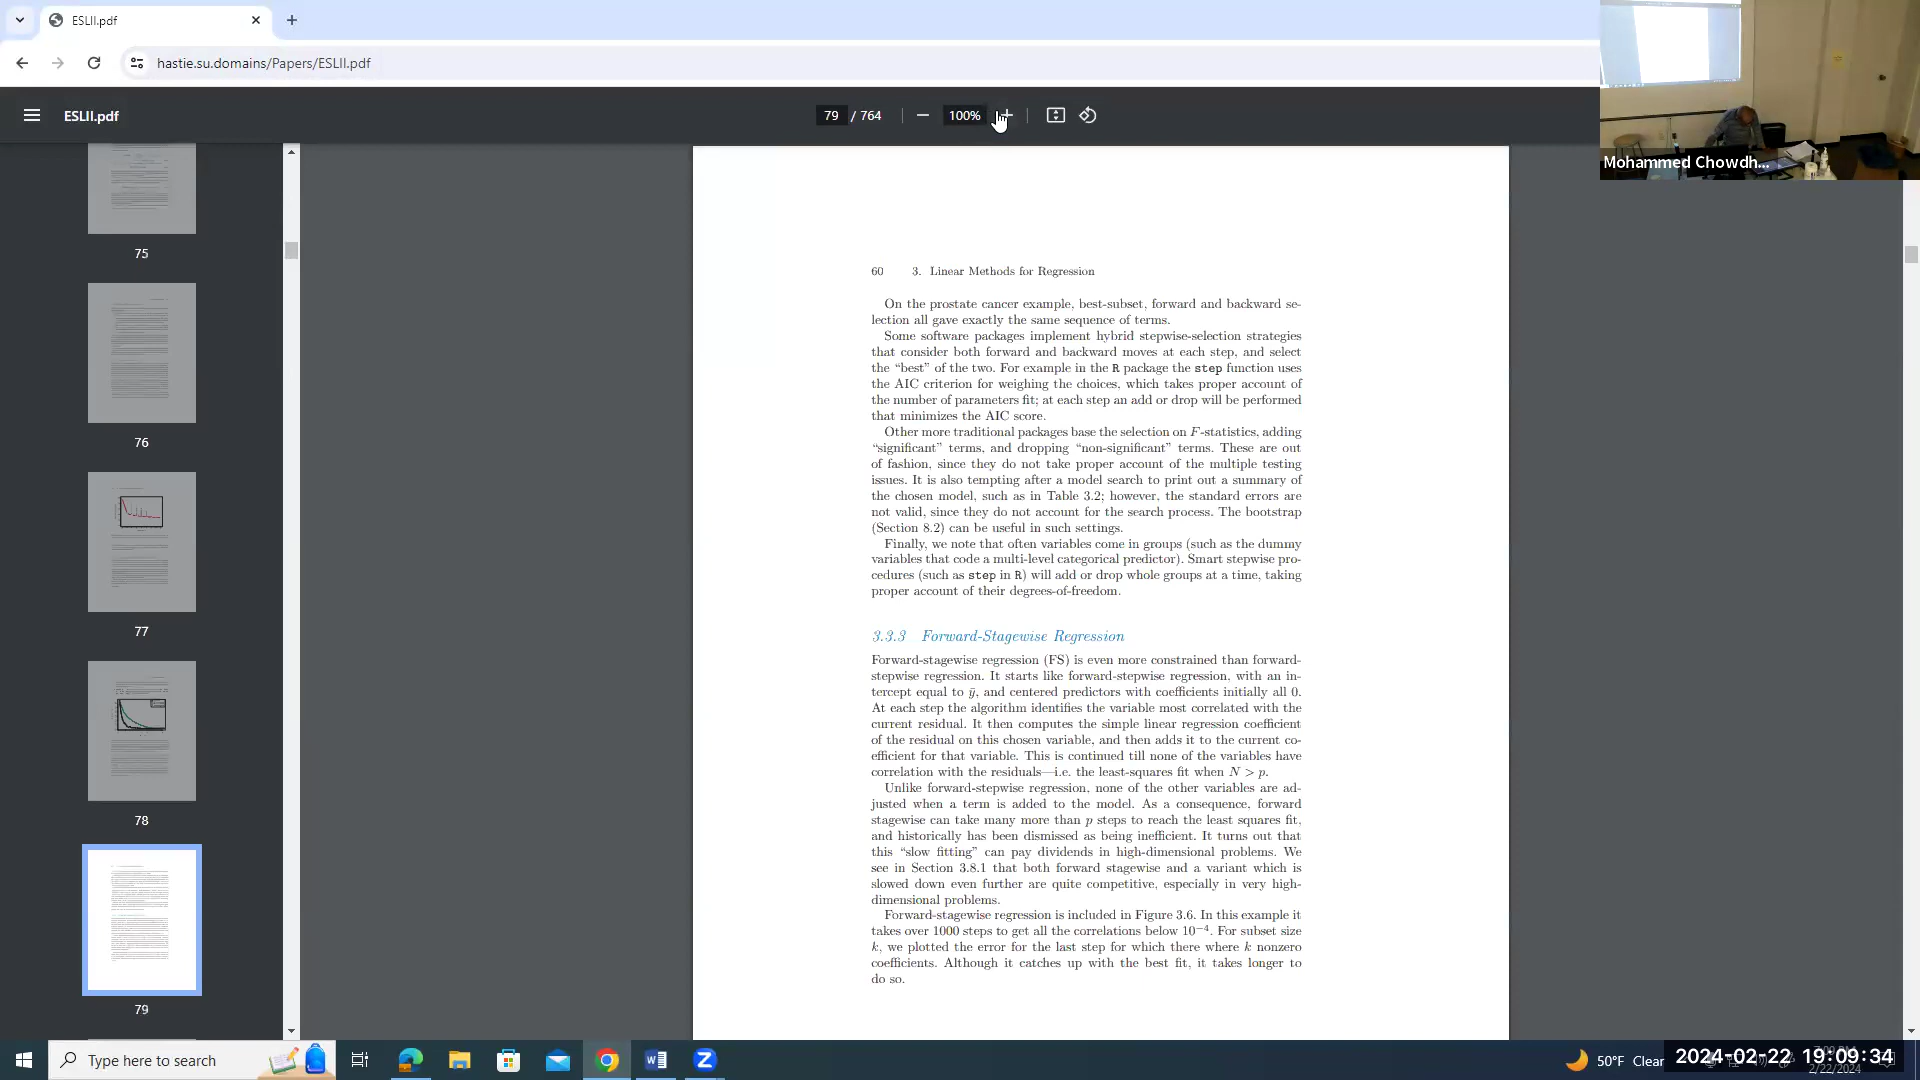 ESLII.pdf
hastie.su.domains/Papers/ESLII.pdf
ESLII.pdf
79 / 764
100%
Mohammed Chowdh...
75
76
77
78
79
60 3. Linear Methods for Regression
On the prostate cancer example, best-subset, forward and backward se-
lection all gave exactly the same sequence of terms.
Some software packages implement hybrid stepwise-selection strategies
that consider both forward and backward moves at each step, and select
the “best” of the two. For example in the R package the step function uses
the AIC criterion for weighing the choices, which takes proper account of
the number of parameters fit; at each step an add or drop will be performed
that minimizes the AIC score.
Other more traditional packages base the selection on F-statistics, adding
“significant” terms, and dropping “non-significant” terms. These are out
of fashion, since they do not take proper account of the multiple testing
issues. It is also tempting after a model search to print out a summary of
the chosen model, such as in Table 3.2; however, the standard errors are
not valid, since they do not account for the search process. The bootstrap
(Section 8.2) can be useful in such settings.
Finally, we note that often variables come in groups (such as the dummy
variables that code a multi-level categorical predictor). Smart stepwise pro-
cedures (such as step in R) will add or drop whole groups at a time, taking
proper account of their degrees-of-freedom.
3.3.3 Forward-Stagewise Regression
Forward-stagewise regression (FS) is even more constrained than forward-
stepwise regression. It starts like forward-stepwise regression, with an in-
tercept equal to ȳ, and centered predictors with coefficients initially all 0.
At each step the algorithm identifies the variable most correlated with the
current residual. It then computes the simple linear regression coefficient
of the residual on this chosen variable, and then adds it to the current co-
efficient for that variable. This is continued till none of the variables have
correlation with the residuals—i.e. the least-squares fit when N > p.
Unlike forward-stepwise regression, none of the other variables are ad-
justed when a term is added to the model. As a consequence, forward
stagewise can take many more than p steps to reach the least squares fit,
and historically has been dismissed as being inefficient. It turns out that
this “slow fitting” can pay dividends in high-dimensional problems. We
see in Section 3.8.1 that both forward stagewise and a variant which is
slowed down even further are quite competitive, especially in very high-
dimensional problems.
Forward-stagewise regression is included in Figure 3.6. In this example it
takes over 1000 steps to get all the correlations below 10⁻⁴. For subset size
k, we plotted the error for the last step for which there where k nonzero
coefficients. Although it catches up with the best fit, it takes longer to
do so.
Type here to search
50°F Clear
2024-02-22 19:09:34
2/22/2024